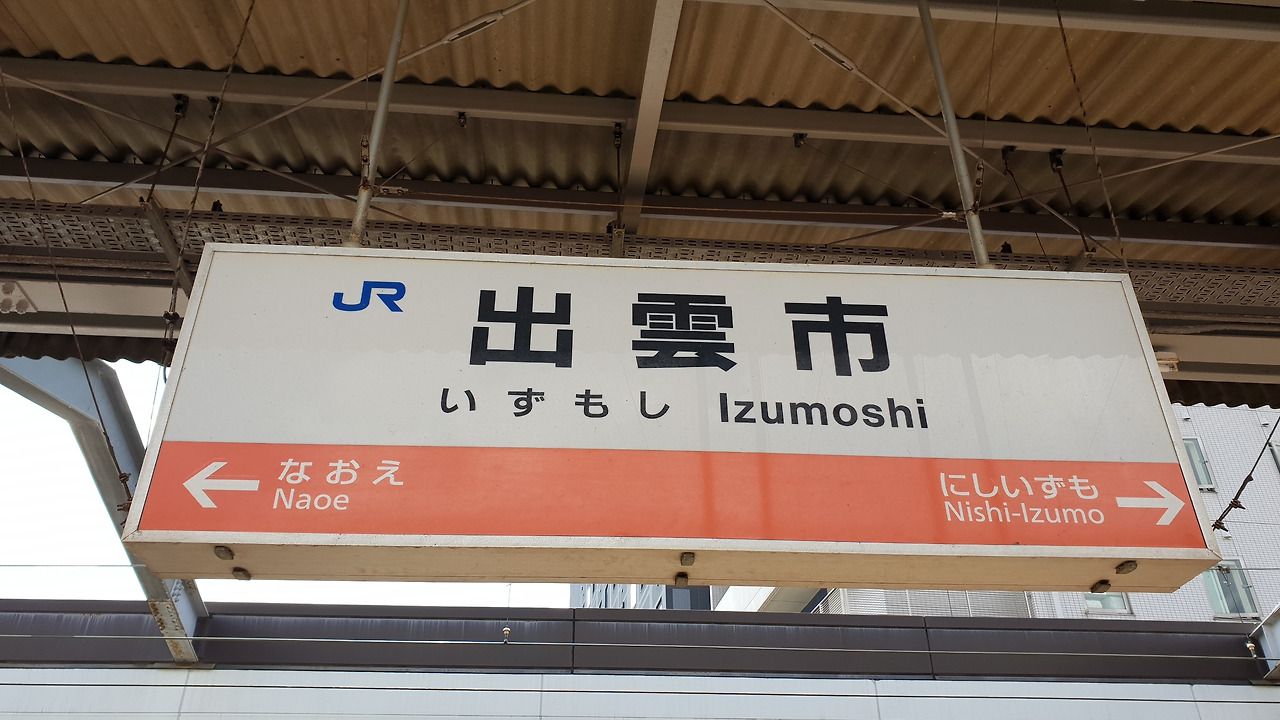 JR 出雲市
いずもし Izumoshi
← なおえ
Naoe
にしいずも →
Nishi-Izumo